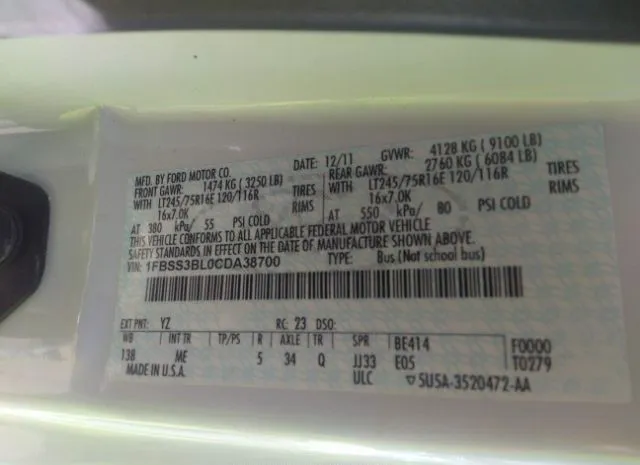 MFD. BY FORD MOTOR CO.
DATE: 12/11 GVWR: 4128 KG ( 9100 LB)
FRONT GAWR: 1474 KG ( 3250 LB) REAR GAWR: 2760 KG ( 6084 LB)
WITH LT245/75R16E 120/116R TIRES WITH LT245/75R16E 120/116R TIRES
16x7.0K RIMS 16x7.0K RIMS
AT 380 kPa/ 55 PSI COLD AT 550 kPa/ 80 PSI COLD
THIS VEHICLE CONFORMS TO ALL APPLICABLE FEDERAL MOTOR VEHICLE
SAFETY STANDARDS IN EFFECT ON THE DATE OF MANUFACTURE SHOWN ABOVE.
VIN: 1FBSS3BL0CDA38700 TYPE: Bus (Not school bus)
EXT PNT: YZ RC: 23 DSO:
WB INT TR TP/PS R AXLE TR SPR BE414 F0000
138 ME 5 34 Q JJ33 E05 T0279
MADE IN U.S.A. ULC ▽5U5A-3520472-AA